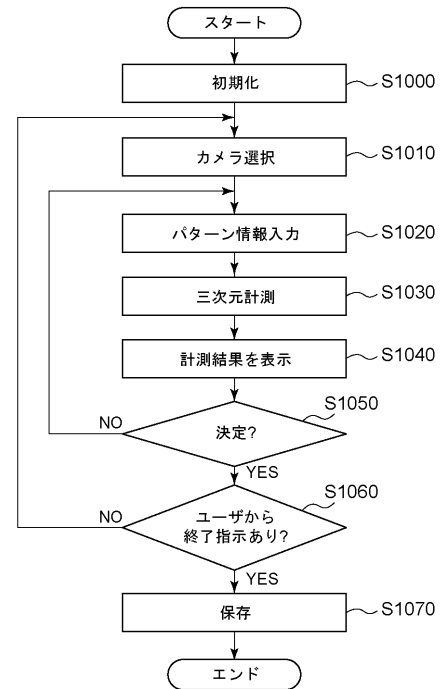 スタート
初期化
S1000
カメラ選択
S1010
パターン情報入力
S1020
三次元計測
S1030
計測結果を表示
S1040
S1050
NO
決定?
YES
S1060
NO
ユーザから
終了指示あり?
YES
保存
S1070
エンド